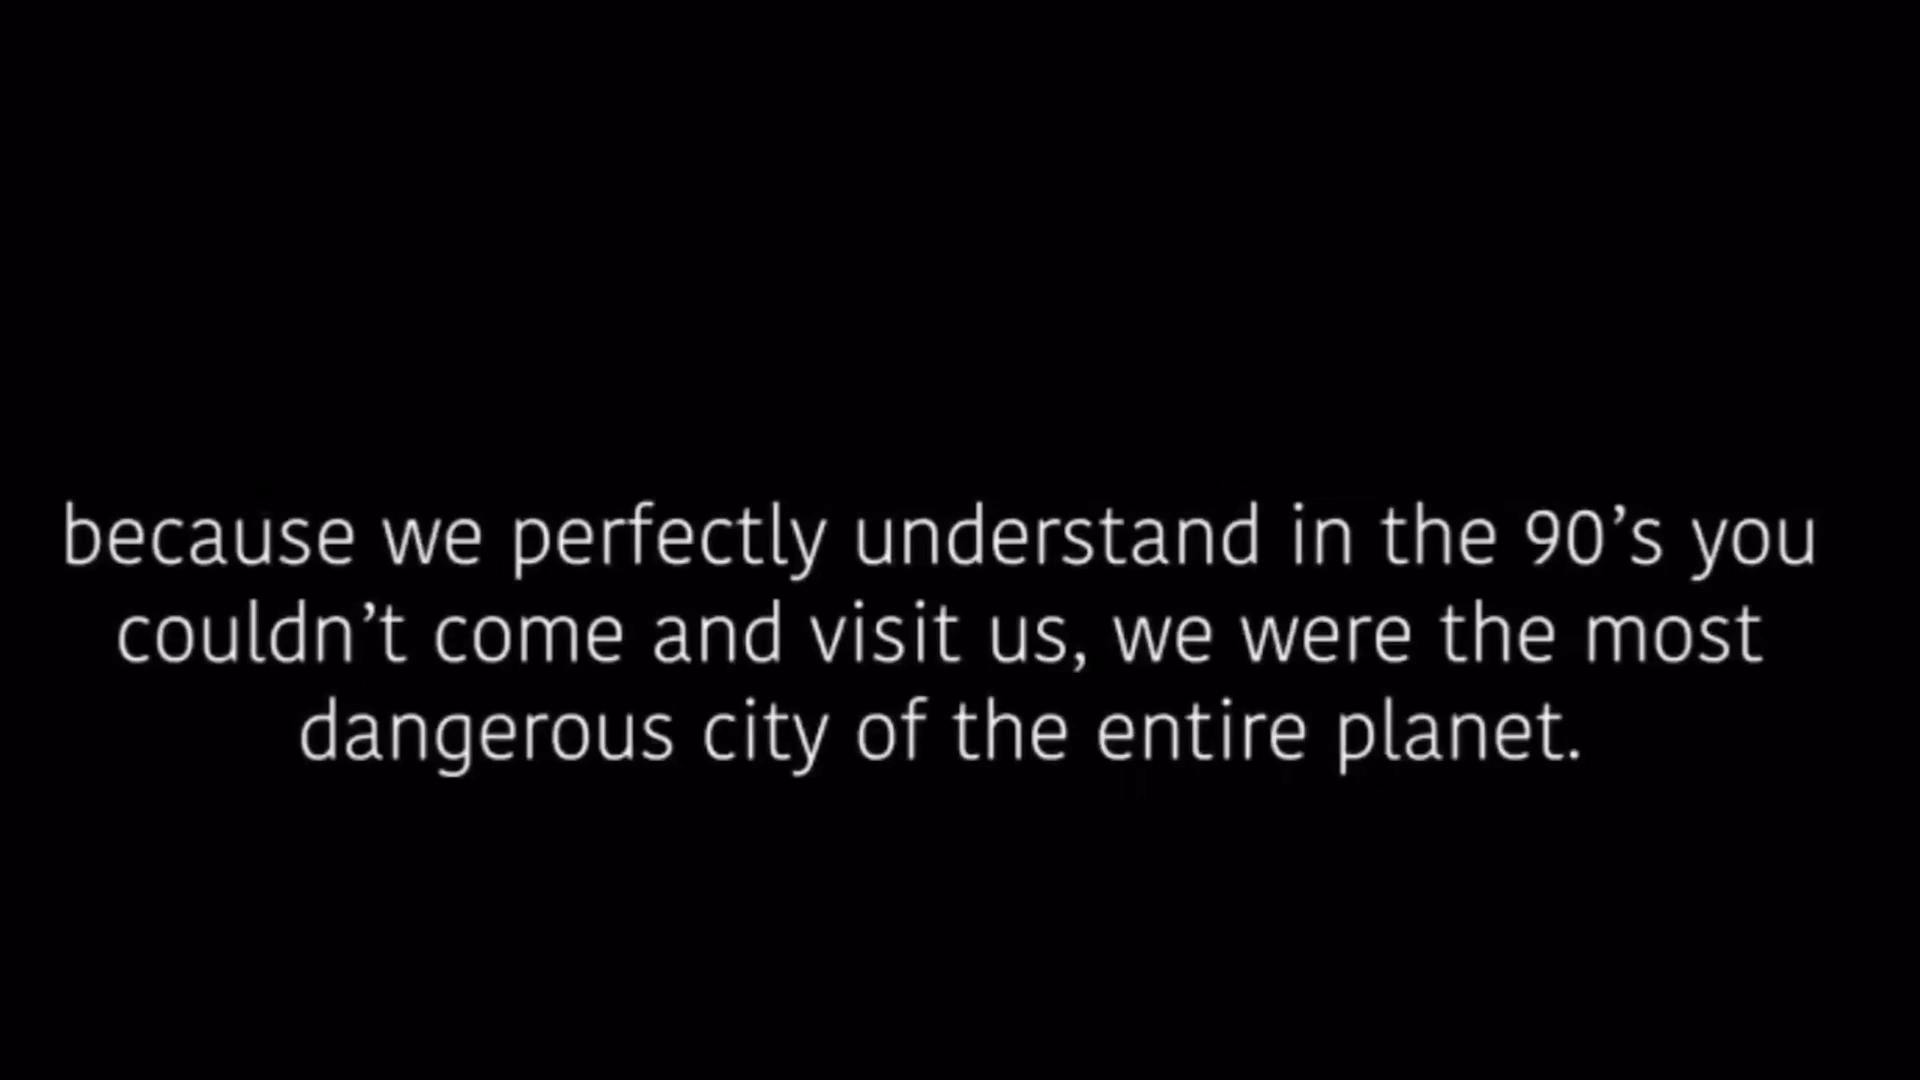 because we perfectly understand in the 90’s you
couldn’t come and visit us, we were the most
dangerous city of the entire planet.